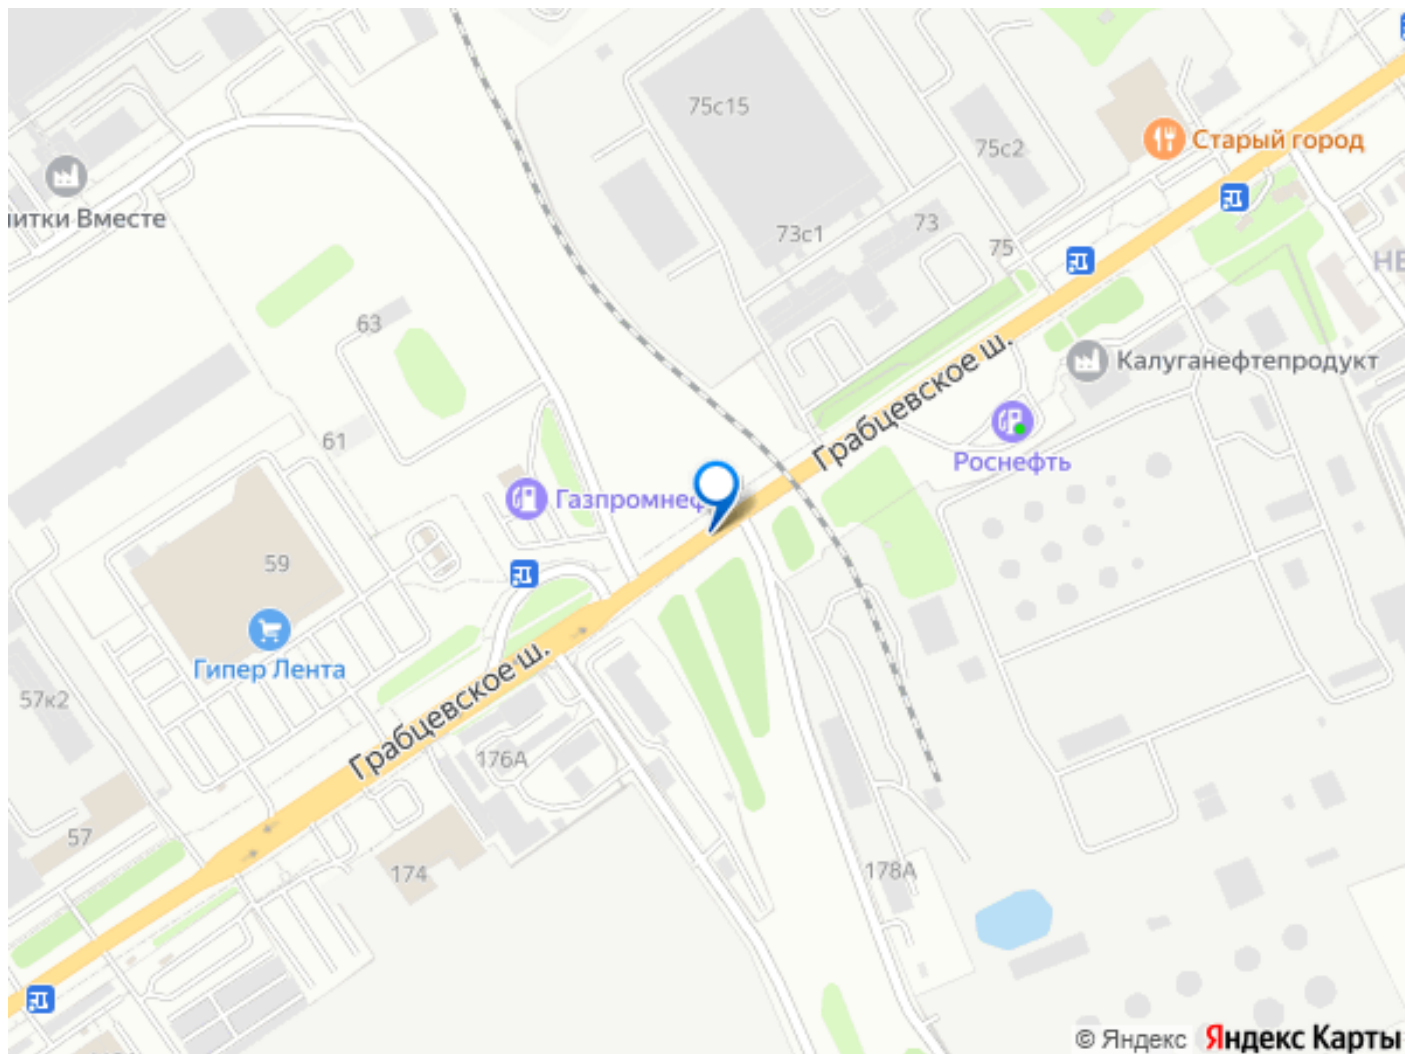 75с15
Старый город
75с2
итки Вместе
73с1
73
75
63
Калуганефтепродукт
Грабцевское ш.
61
Роснефть
Газпромнеф
59
Гипер Лента
57к2
Грабцевское ш.
176А
57
174
178А
© Яндекс Яндекс Карты